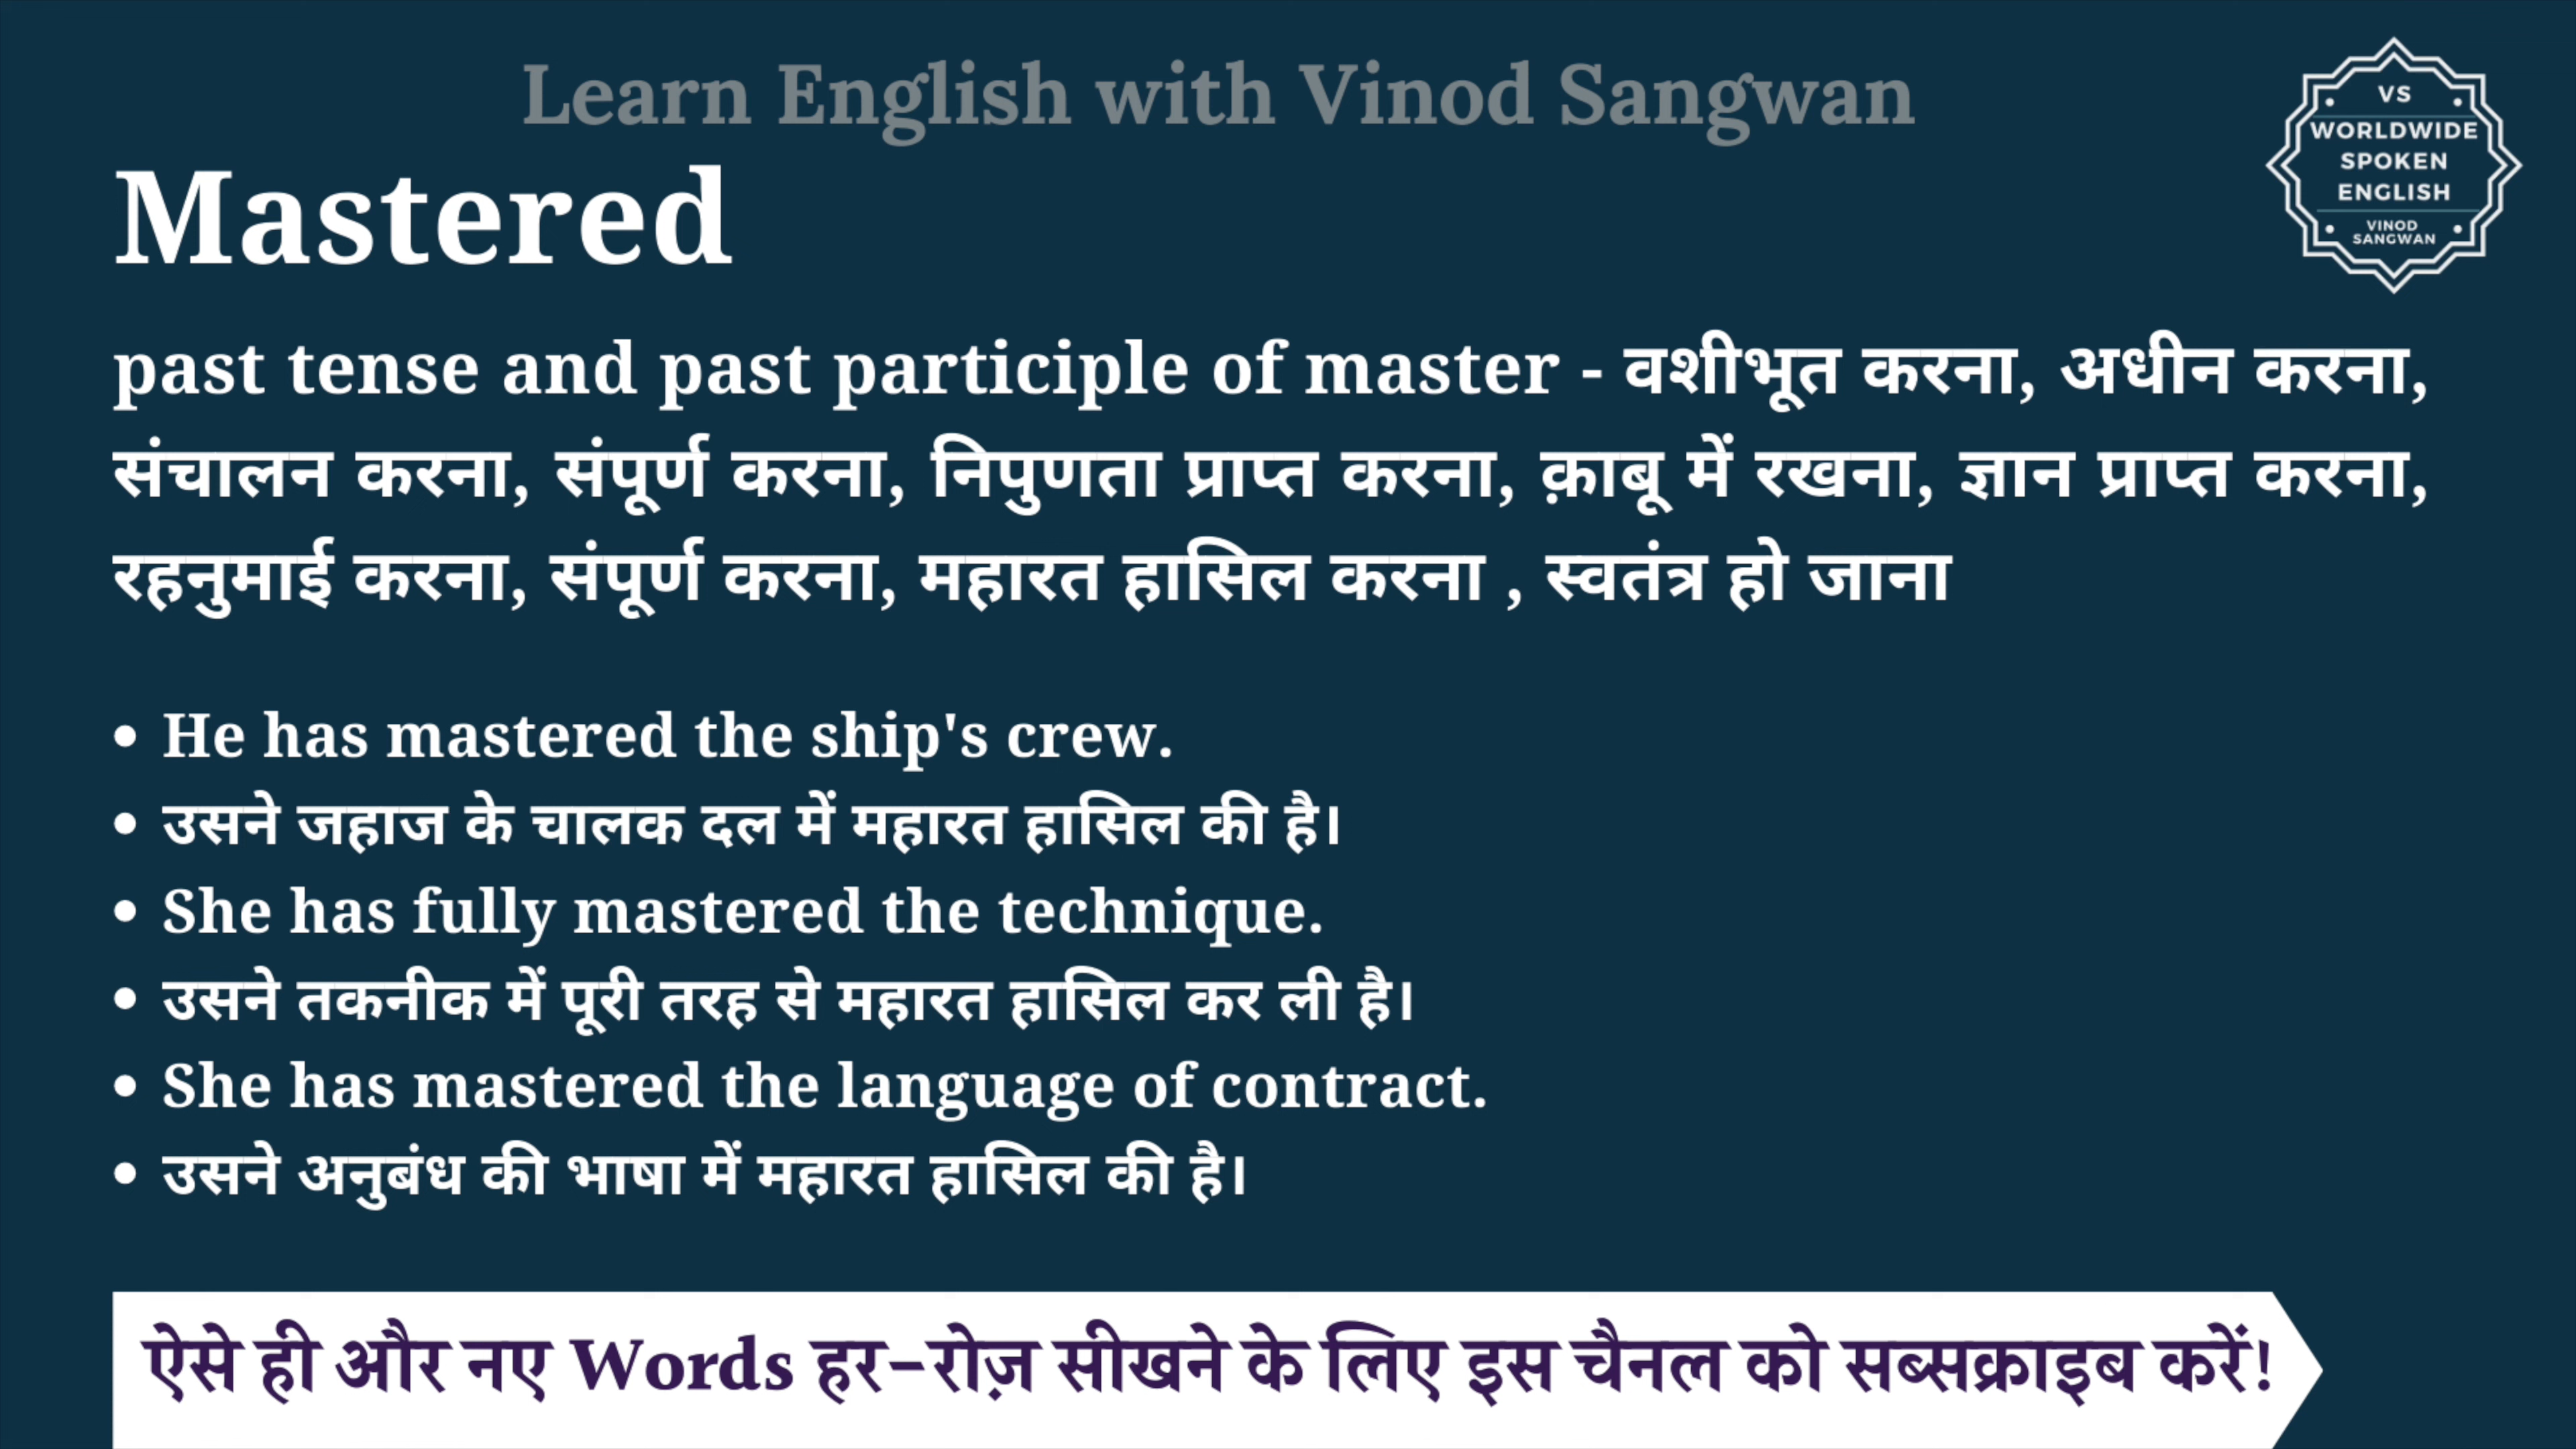 Learn English with Vinod Sangwan
VS
WORLDWIDE
SPOKEN
ENGLISH
VINOD
SANGWAN
Mastered
past tense and past participle of master - वशीभूत करना, अधीन करना,
संचालन करना, संपूर्ण करना, निपुणता प्राप्त करना, क़ाबू में रखना, ज्ञान प्राप्त करना,
रहनुमाई करना, संपूर्ण करना, महारत हासिल करना , स्वतंत्र हो जाना
• He has mastered the ship's crew.
• उसने जहाज के चालक दल में महारत हासिल की है।
• She has fully mastered the technique.
• उसने तकनीक में पूरी तरह से महारत हासिल कर ली है।
• She has mastered the language of contract.
• उसने अनुबंध की भाषा में महारत हासिल की है।
ऐसे ही और नए Words हर-रोज़ सीखने के लिए इस चैनल को सब्सक्राइब करें!